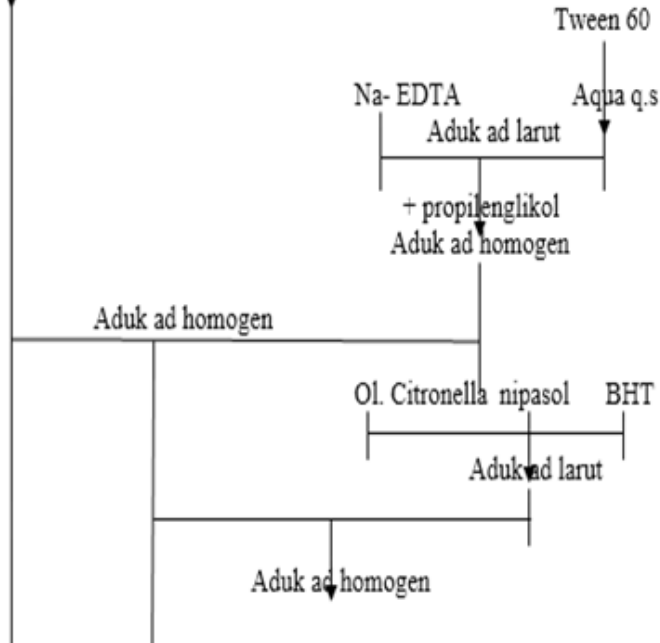 Tween 60
Na- EDTA Aqua q.s
Aduk ad larut
+ propilenglikol
Aduk ad homogen
Aduk ad homogen
Ol. Citronella nipasol BHT
Aduk ad larut
Aduk ad homogen